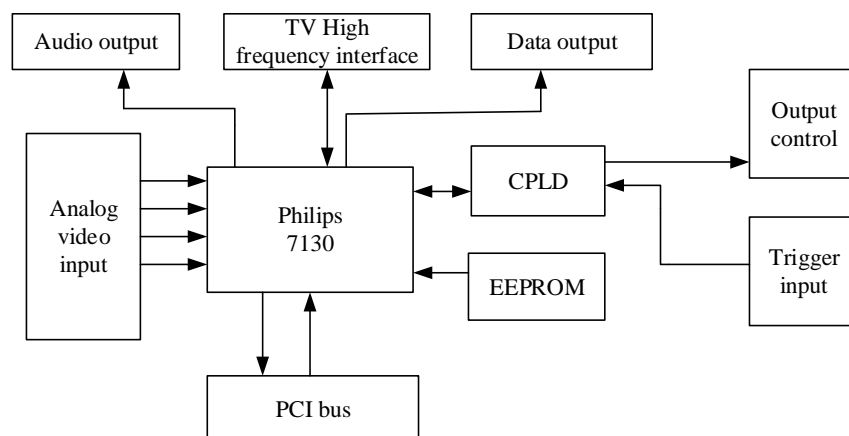 Audio output
TV High
frequency interface
Data output
Output
control
Analog
video
input
Philips
7130
CPLD
EEPROM
Trigger
input
PCI bus